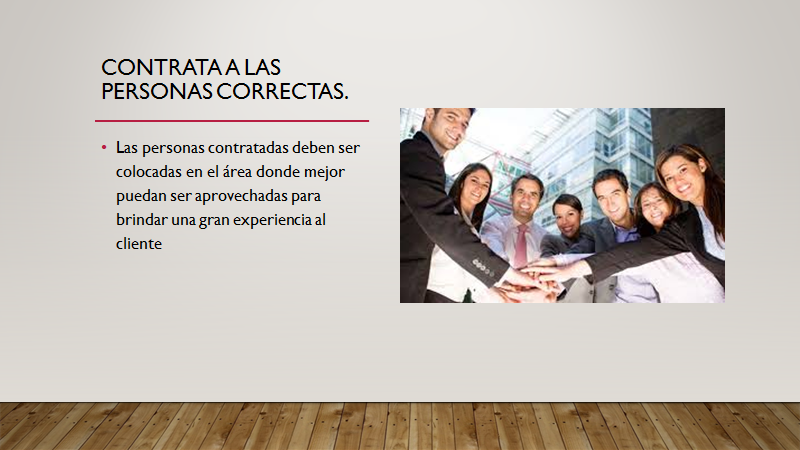 CONTRATA A LAS
PERSONAS CORRECTAS.
• Las personas contratadas deben ser
colocadas en el área donde mejor
puedan ser aprovechadas para
brindar una gran experiencia al
cliente